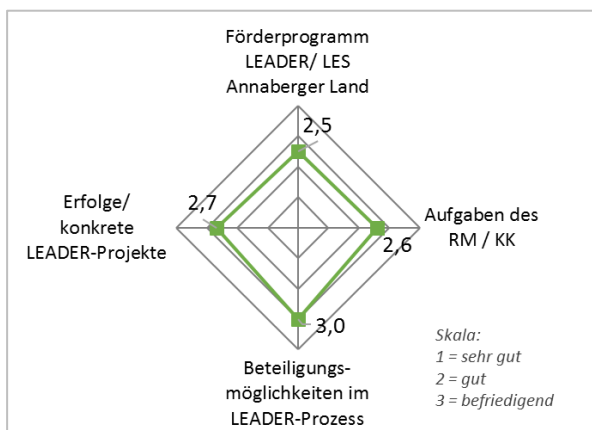 Förderprogramm
LEADER/ LES
Annaberger Land
2,5
Erfolge/
konkrete
LEADER-Projekte
2,7
Aufgaben des
RM / KK
2,6
3,0
Beteiligungs-
möglichkeiten im
LEADER-Prozess
Skala:
1 = sehr gut
2 = gut
3 = befriedigend